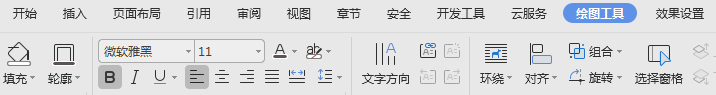 开始 插入 页面布局 引用 审阅 视图 章节 安全 开发工具 云服务 绘图工具 效果设置
微软雅黑 11 A ab 组合
填充 轮廓 B I U A 文字方向 环绕 对齐 旋转 选择窗格